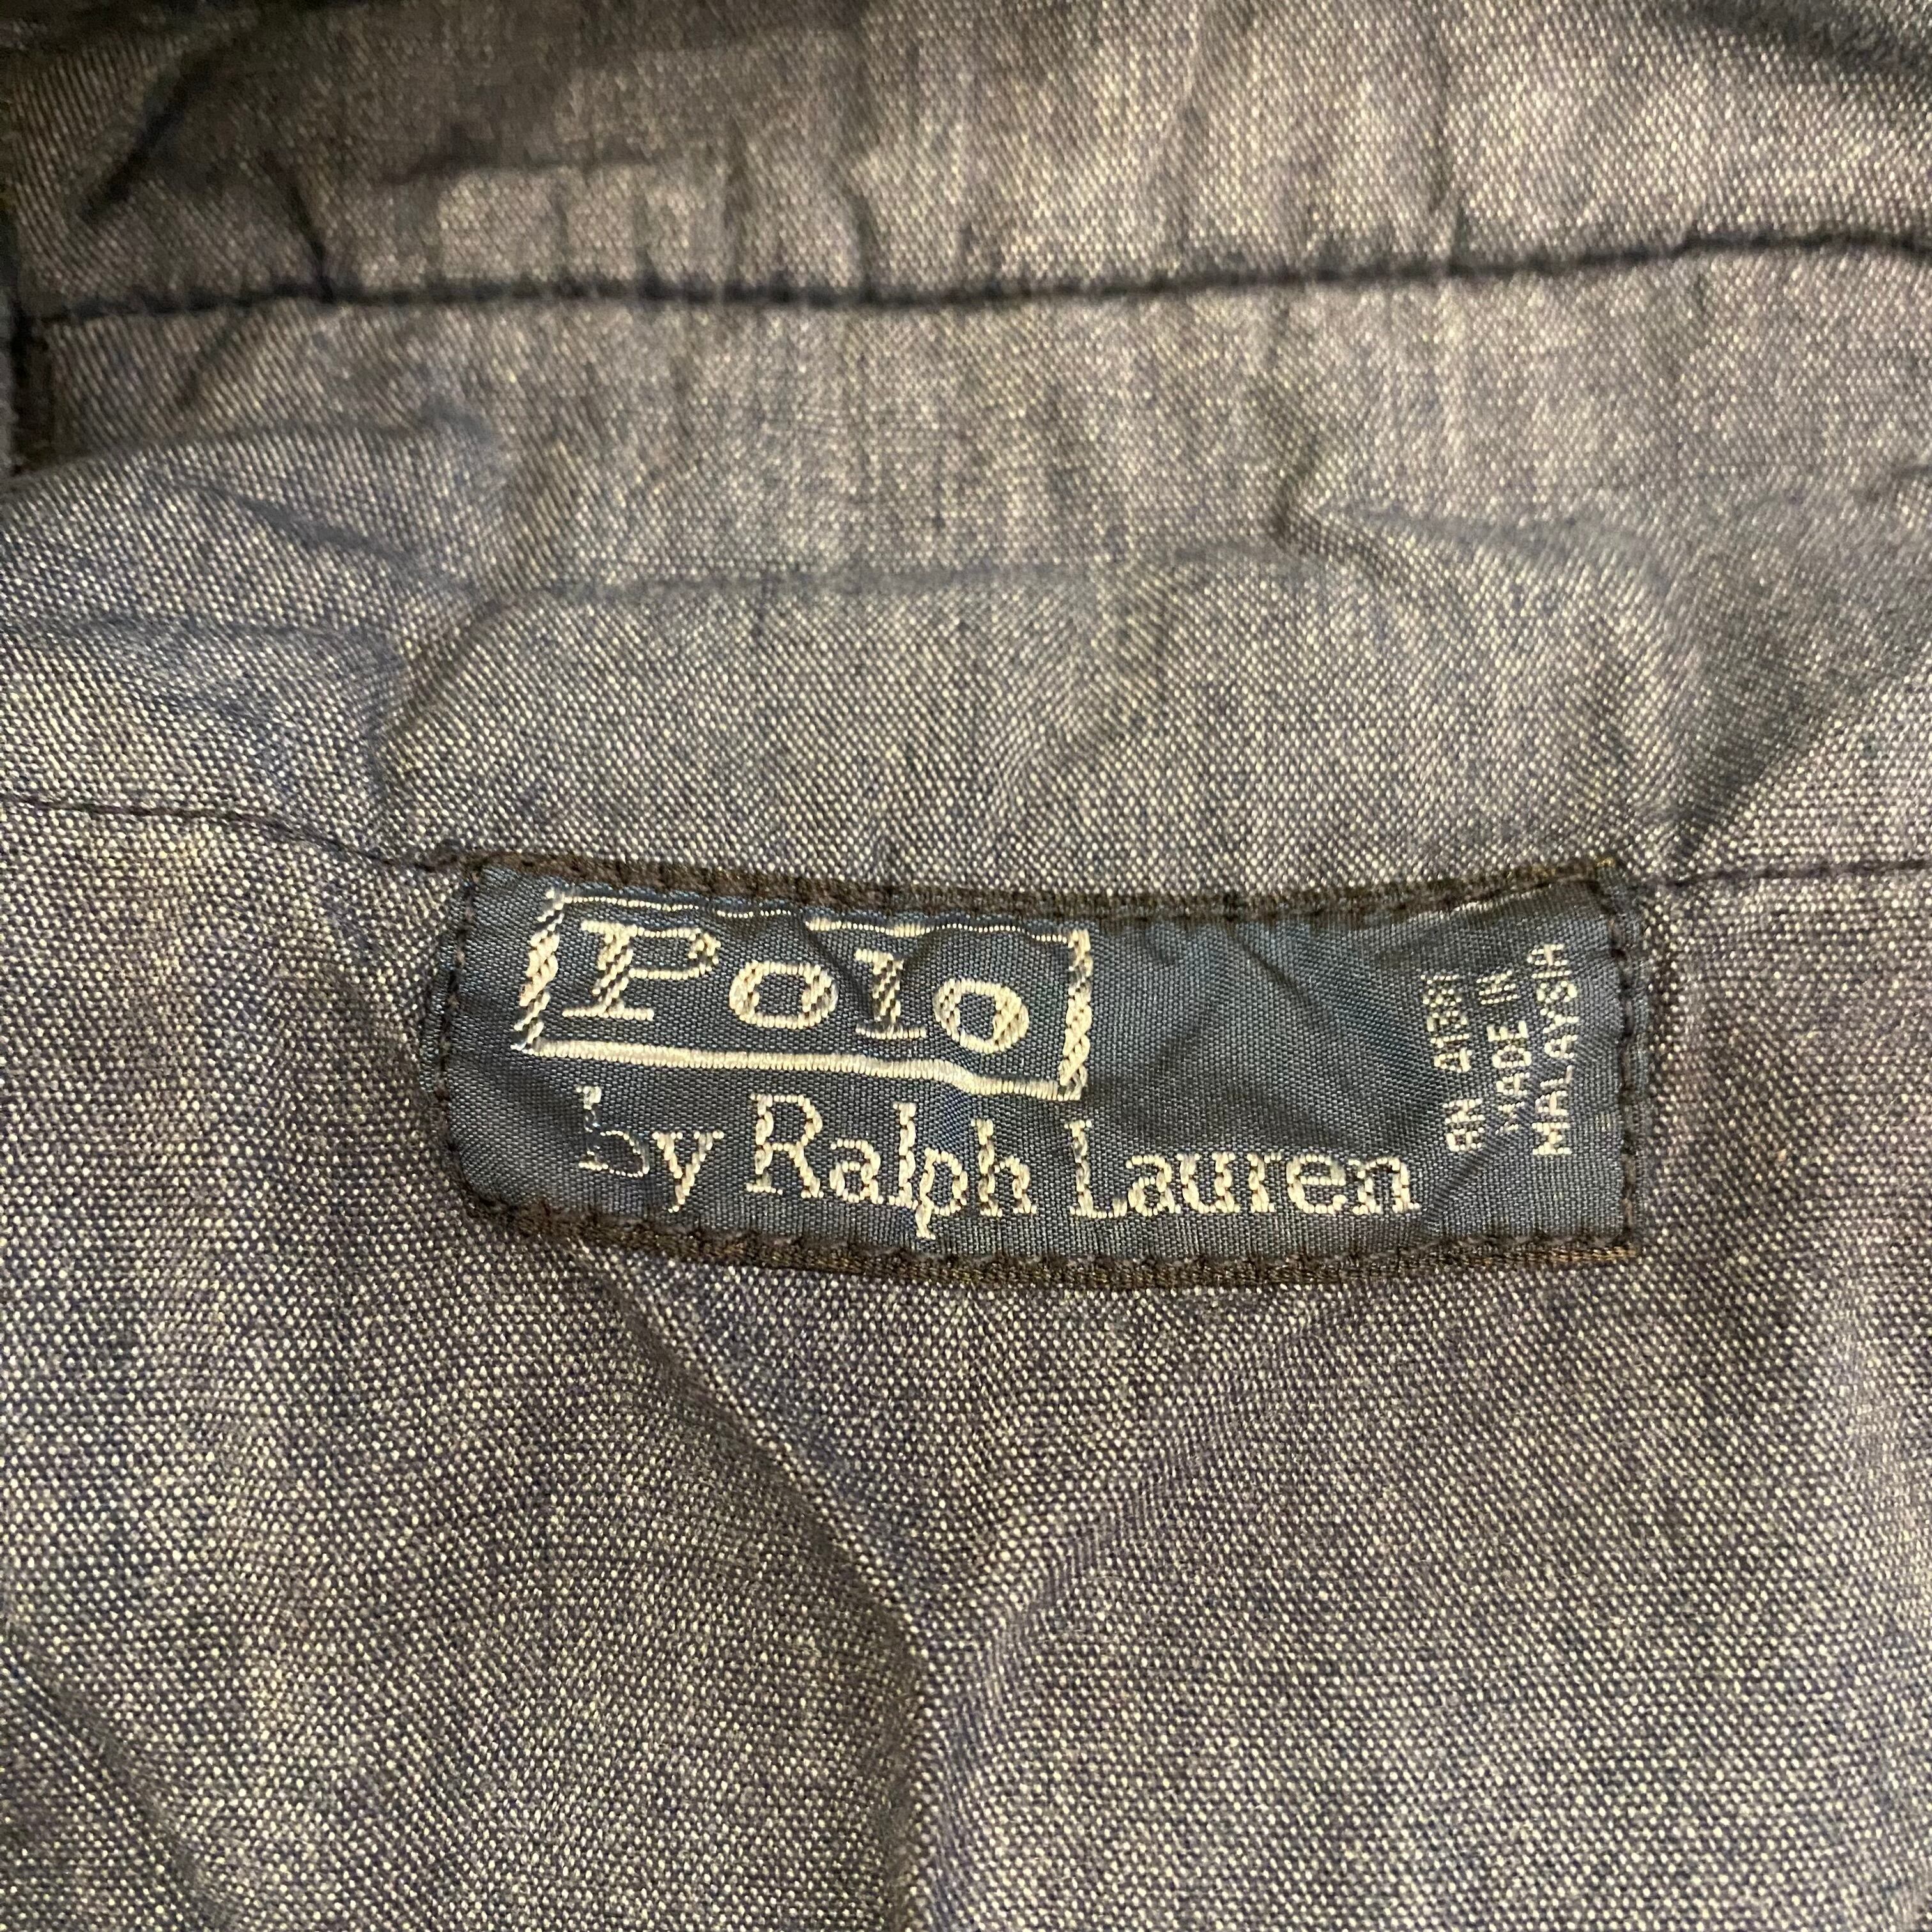 Polo
by Ralph Lauren
RN 41381
MADE IN
MALAYSIA